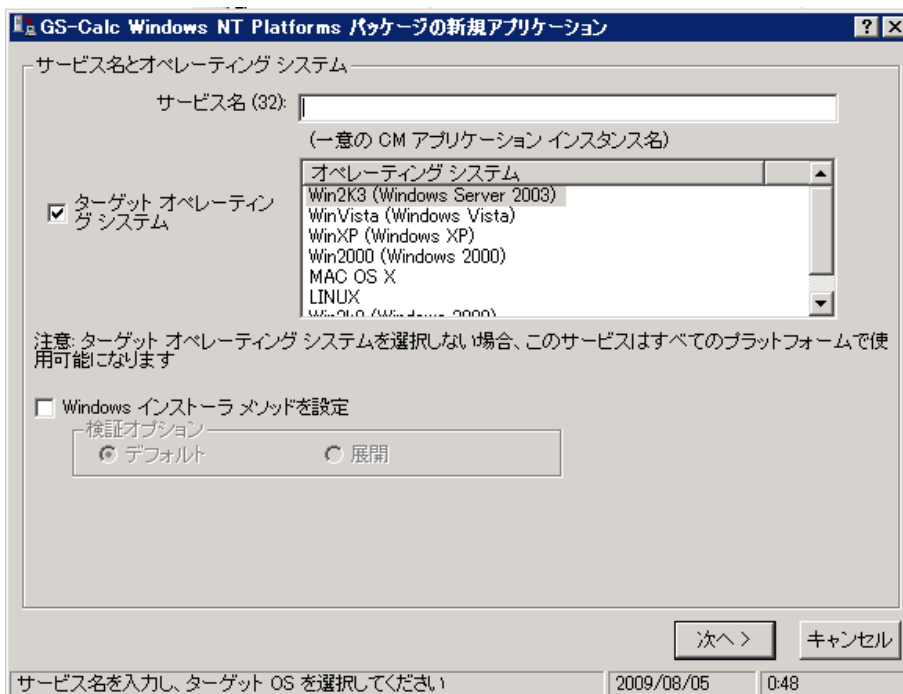 GS-Calc Windows NT Platforms パッケージの新規アプリケーション
サービス名とオペレーティング システム
サービス名 (32):
(一意の CM アプリケーション インスタンス名)
ターゲット オペレーティン
グ システム
オペレーティング システム
Win2K3 (Windows Server 2003)
WinVista (Windows Vista)
WinXP (Windows XP)
Win2000 (Windows 2000)
MAC OS X
LINUX
注意: ターゲット オペレーティング システムを選択しない場合、このサービスはすべてのプラットフォームで使
用可能になります
Windows インストーラ メソッドを設定
検証オプション
デフォルト
展開
次へ >
キャンセル
サービス名を入力し、ターゲット OS を選択してください
2009/08/05
0:48